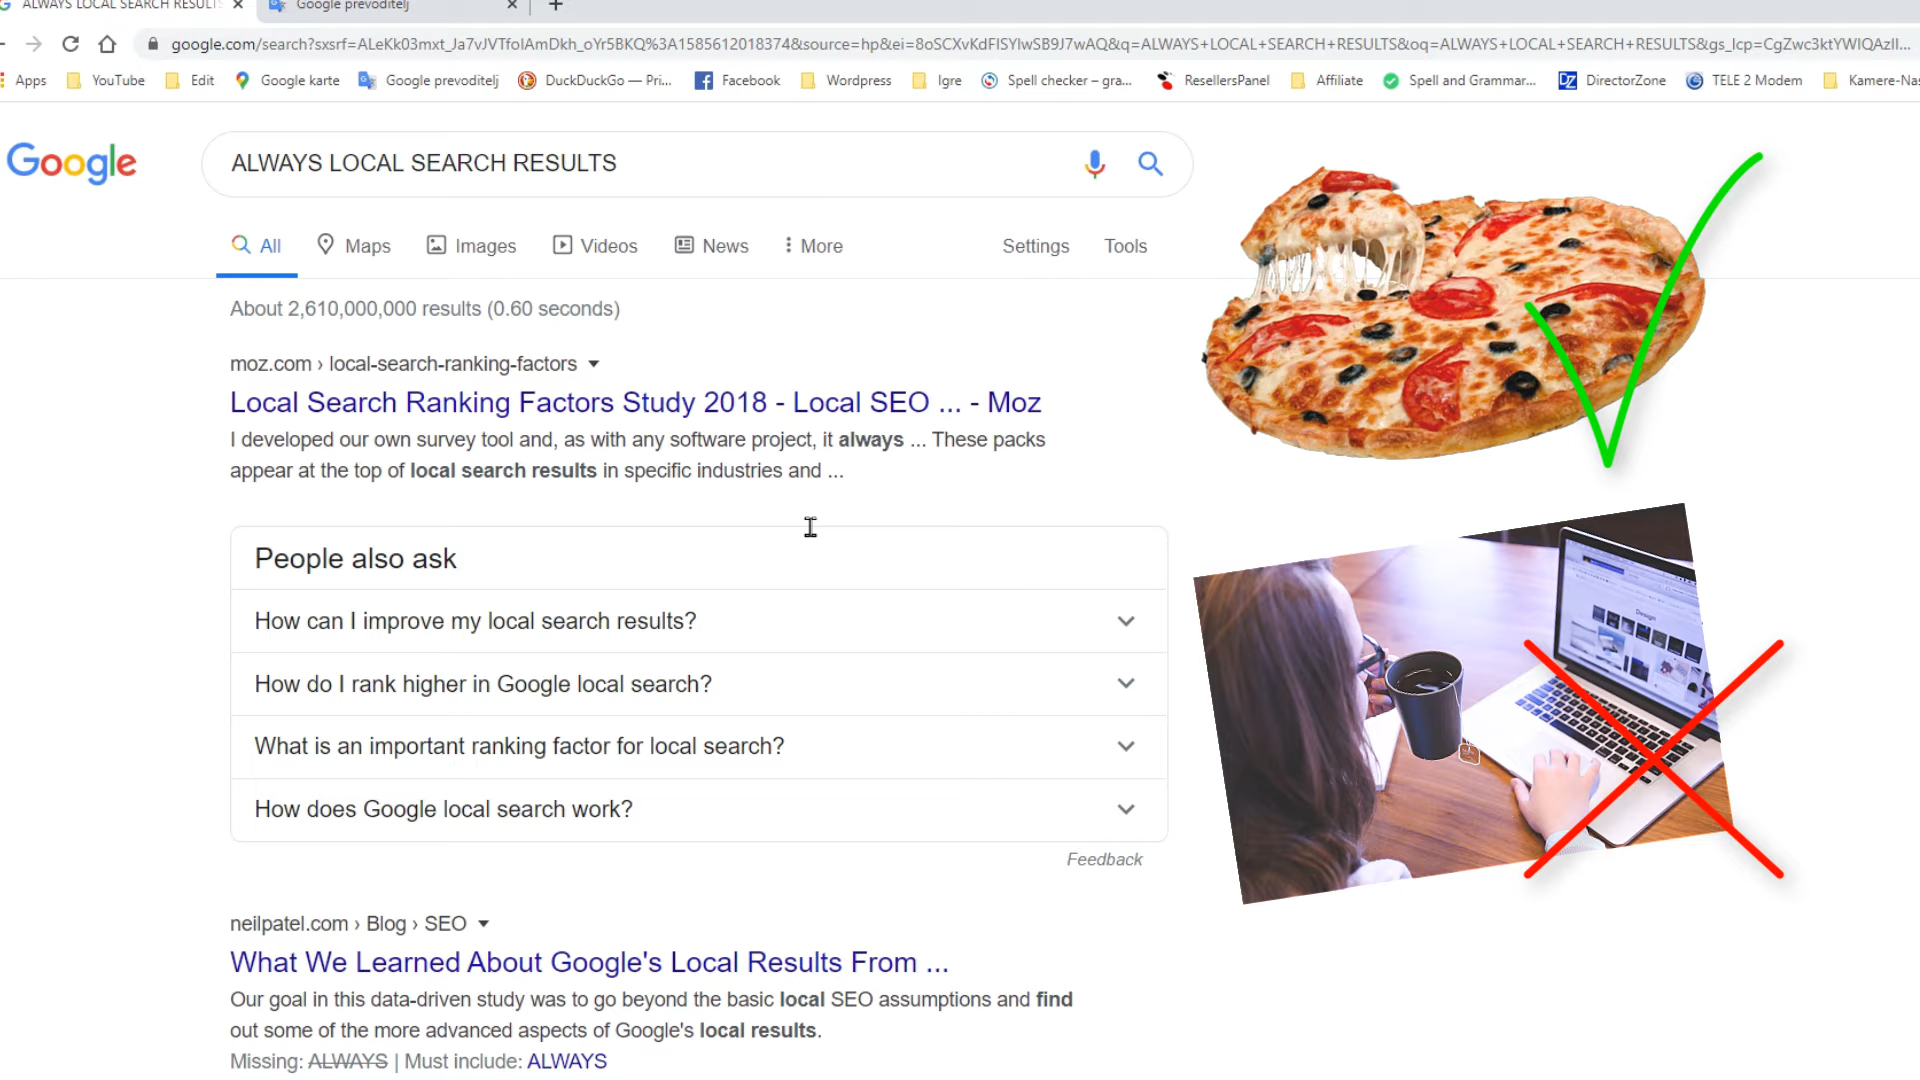 ALWAYS LOCAL SEARCH RESULTS
Google prevoditelj
google.com/search?sxsrf=ALeKk03mxt_Ja7vJVTfoIAmDkh_oYr5BKQ%3A1585612018374&source=hp&ei=8oSCXvKdFISYlwSB9J7wAQ&q=ALWAYS+LOCAL+SEARCH+RESULTS&oq=ALWAYS+LOCAL+SEARCH+RESULTS&gs_lcp=CgZwc3ktYWIQAzII...
Apps YouTube Edit Google karte Google prevoditelj DuckDuckGo — Pri... Facebook Wordpress Igre Spell checker – gra... ResellersPanel Affiliate Spell and Grammar... DZ DirectorZone TELE 2 Modem Kamere-Nas
Google
ALWAYS LOCAL SEARCH RESULTS
All Maps Images Videos News More Settings Tools
About 2,610,000,000 results (0.60 seconds)
moz.com › local-search-ranking-factors
Local Search Ranking Factors Study 2018 - Local SEO ... - Moz
I developed our own survey tool and, as with any software project, it always ... These packs
appear at the top of local search results in specific industries and ...
People also ask
How can I improve my local search results?
How do I rank higher in Google local search?
What is an important ranking factor for local search?
How does Google local search work?
Feedback
neilpatel.com › Blog › SEO
What We Learned About Google's Local Results From ...
Our goal in this data-driven study was to go beyond the basic local SEO assumptions and find
out some of the more advanced aspects of Google's local results.
Missing: ALWAYS | Must include: ALWAYS
Design